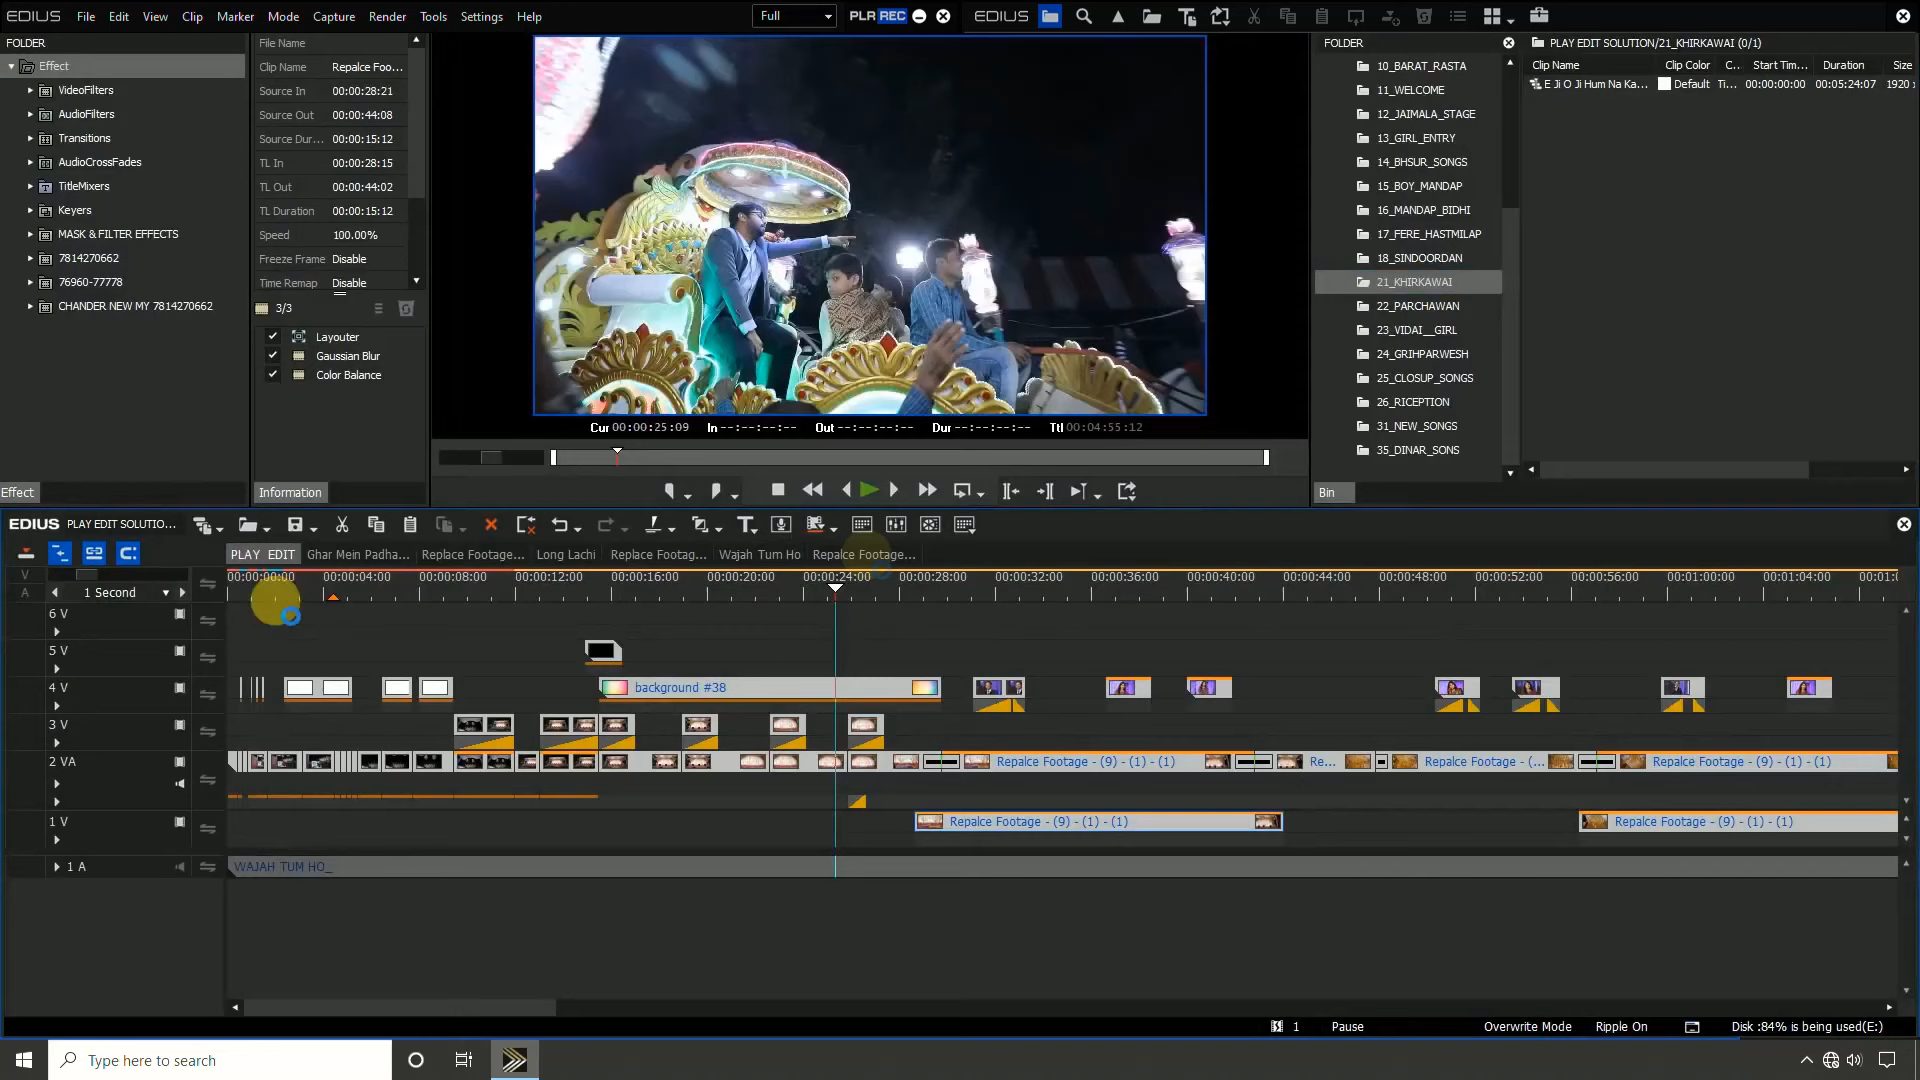 EDIUS File Edit View Clip Marker Mode Capture Render Tools Settings Help Full PLR REC EDIUS
FOLDER
Effect
VideoFilters
AudioFilters
Transitions
AudioCrossFades
TitleMixers
Keyers
MASK & FILTER EFFECTS
7814270662
76960-77778
CHANDER NEW MY 7814270662
Effect
File Name
Clip Name Repalce Foo...
Source In 00:00:28:21
Source Out 00:00:44:08
Source Dur... 00:00:15:12
TL In 00:00:28:15
TL Out 00:00:44:02
TL Duration 00:00:15:12
Speed 100.00%
Freeze Frame Disable
Time Remap Disable
3/3
Layouter
Gaussian Blur
Color Balance
Information
Cur 00:00:25:09 In --:--:--:-- Out --:--:--:-- Dur --:--:--:-- Ttl 00:04:55:12
FOLDER
10_BARAT_RASTA
11_WELCOME
12_JAIMALA_STAGE
13_GIRL_ENTRY
14_BHSUR_SONGS
15_BOY_MANDAP
16_MANDAP_BIDHI
17_FERE_HASTMILAP
18_SINDOORDAN
21_KHIRKAWAI
22_PARCHAWAN
23_VIDAI__GIRL
24_GRIHPARWESH
25_CLOSUP_SONGS
26_RICEPTION
31_NEW_SONGS
35_DINAR_SONS
Bin
PLAY EDIT SOLUTION/21_KHIRKAWAI (0/1)
Clip Name Clip Color C... Start Tim... Duration Size
E Ji O Ji Hum Na Ka... Default Ti... 00:00:00:00 00:05:24:07 1920
EDIUS PLAY EDIT SOLUTIO...
PLAY EDIT Ghar Mein Padha... Replace Footage... Long Lachi Replace Footag... Wajah Tum Ho Repalce Footage...
V
A
1 Second
00:00:00:00 00:00:04:00 00:00:08:00 00:00:12:00 00:00:16:00 00:00:20:00 00:00:24:00 00:00:28:00 00:00:32:00 00:00:36:00 00:00:40:00 00:00:44:00 00:00:48:00 00:00:52:00 00:00:56:00 00:01:00:00 00:01:04:00
6 V
5 V
4 V background #38
3 V
2 VA Repalce Footage - (9) - (1) - (1) Re... Repalce Footage - (... Repalce Footage - (9) - (1) - (1)
1 V Repalce Footage - (9) - (1) - (1) Repalce Footage - (9) - (1) - (1)
1 A WAJAH TUM HO_
1 Pause Overwrite Mode Ripple On Disk :84% is being used(E:)
Type here to search